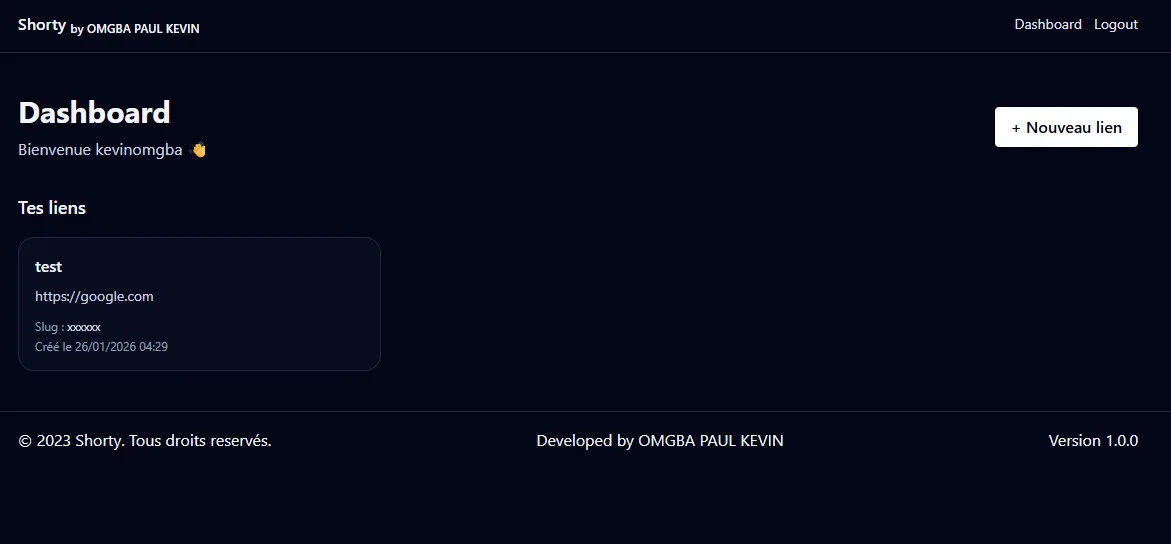 Shorty by OMGBA PAUL KEVIN
Dashboard Logout
Dashboard
Bienvenue kevinomgba 👋
+ Nouveau lien
Tes liens
test
https://google.com
Slug : xxxxxx
Créé le 26/01/2026 04:29
© 2023 Shorty. Tous droits reservés.
Developed by OMGBA PAUL KEVIN
Version 1.0.0